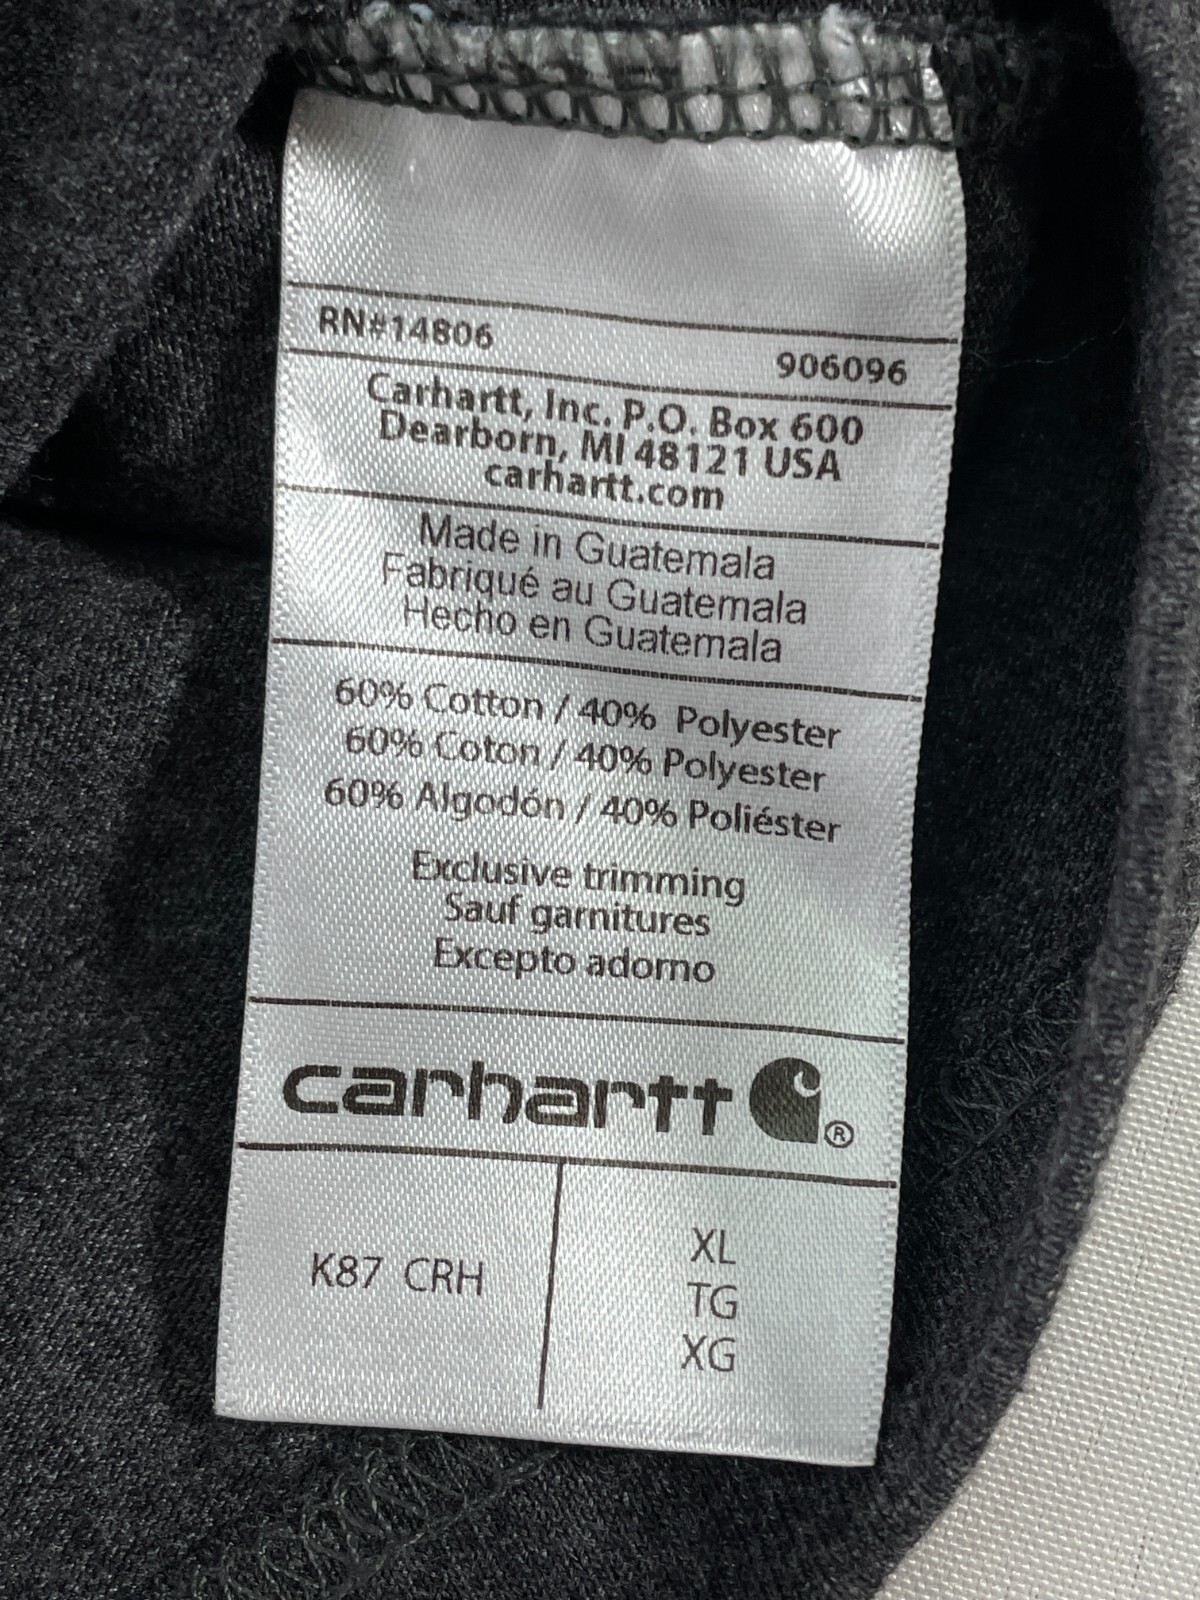 RN#14806
906096
Carhartt, Inc. P.O. Box 600
Dearborn, MI 48121 USA
carhartt.com
Made in Guatemala
Fabriqué au Guatemala
Hecho en Guatemala
60% Cotton / 40% Polyester
60% Coton / 40% Polyester
60% Algodón / 40% Poliéster
Exclusive trimming
Sauf garnitures
Excepto adorno
carhartt ®
K87 CRH
XL
TG
XG